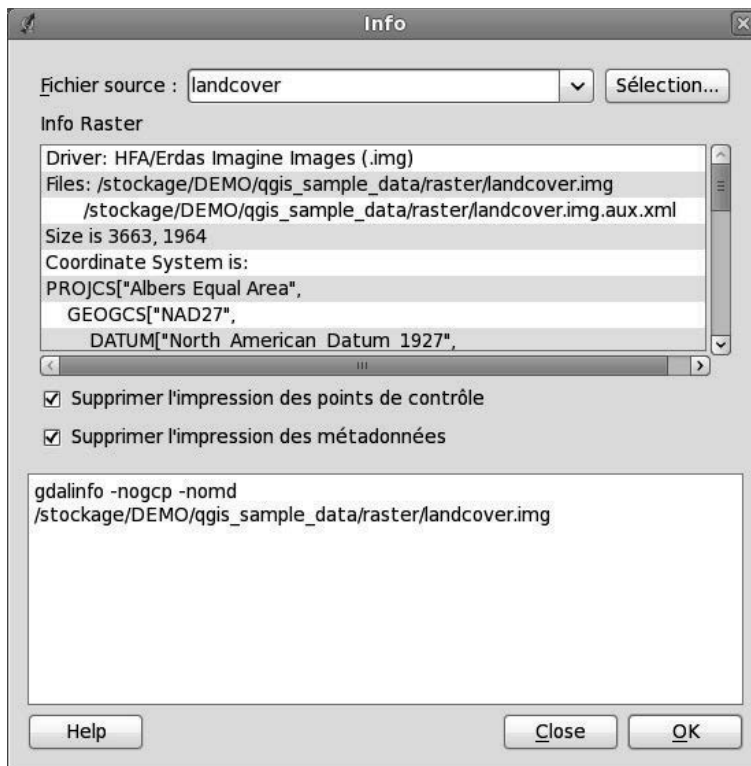 Info
Fichier source : landcover Sélection...
Info Raster
Driver: HFA/Erdas Imagine Images (.img)
Files: /stockage/DEMO/qgis_sample_data/raster/landcover.img
/stockage/DEMO/qgis_sample_data/raster/landcover.img.aux.xml
Size is 3663, 1964
Coordinate System is:
PROJCS["Albers Equal Area",
GEOGCS["NAD27",
DATUM["North_American_Datum_1927",
Supprimer l'impression des points de contrôle
Supprimer l'impression des métadonnées
gdalinfo -nogcp -nomd
/stockage/DEMO/qgis_sample_data/raster/landcover.img
Help Close OK